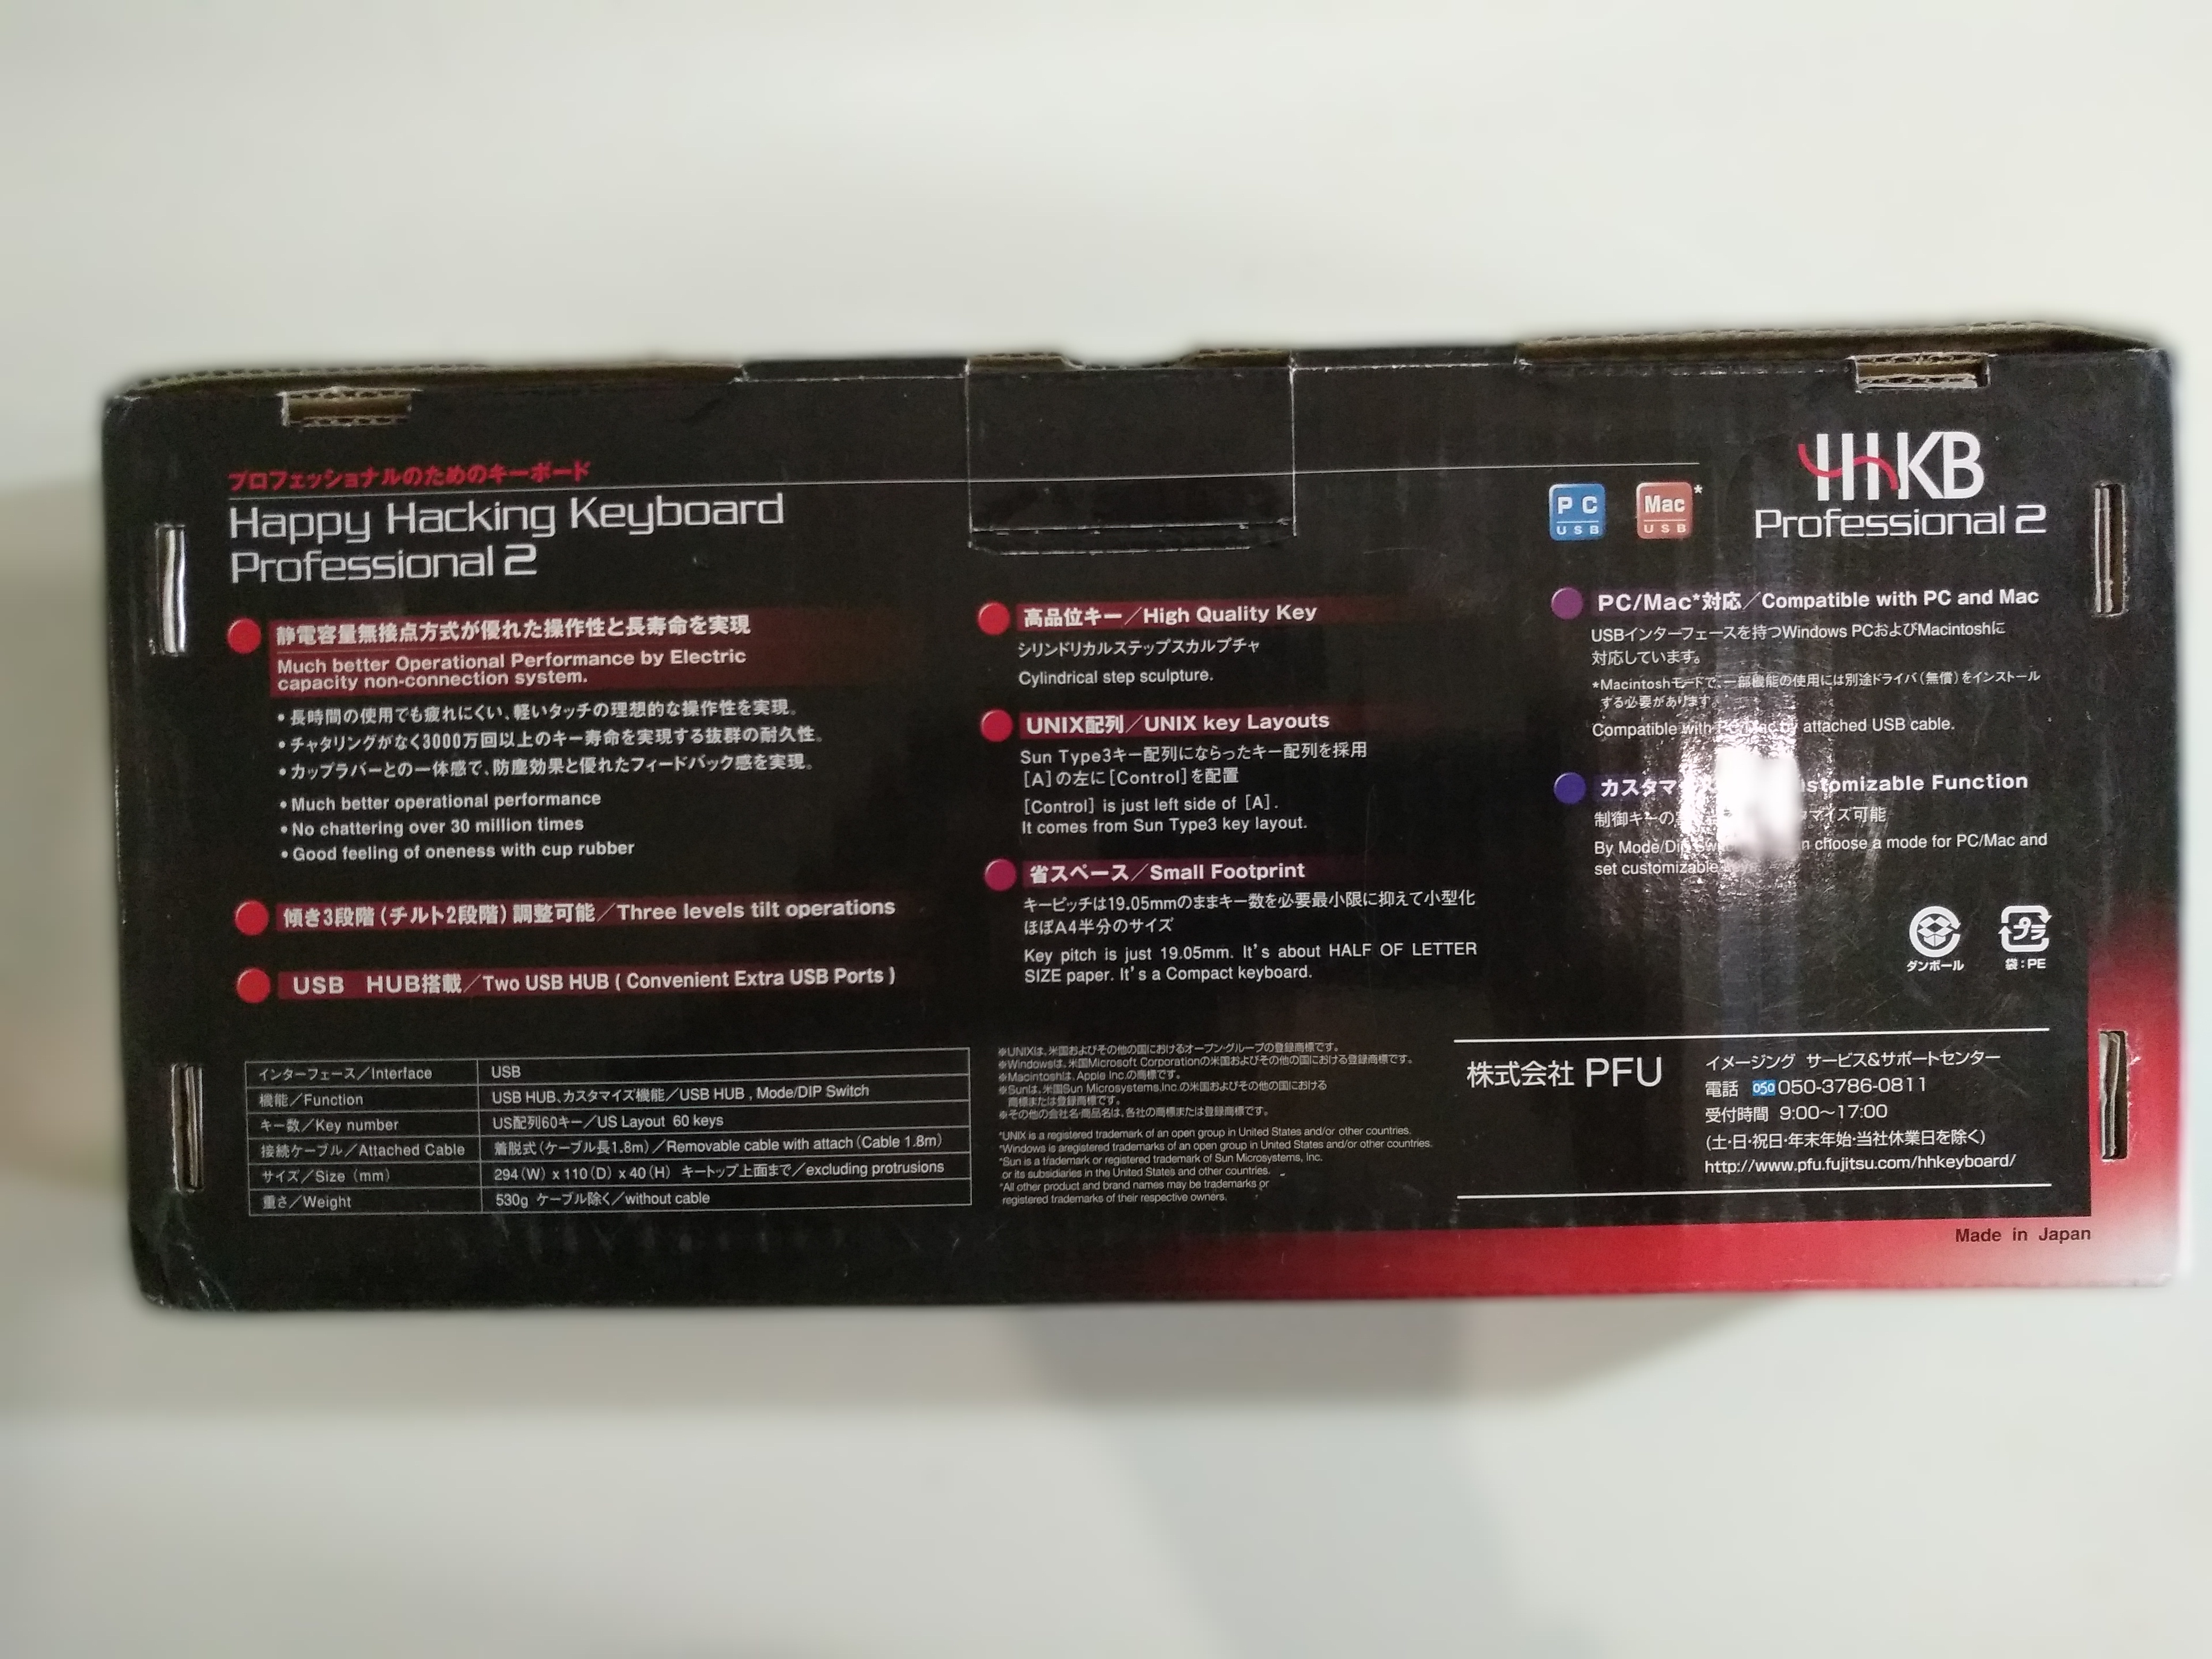 プロフェッショナルのためのキーボード
Happy Hacking Keyboard
Professional 2
静電容量無接点方式が優れた操作性と長寿命を実現
Much better Operational Performance by Electric
capacity non-connection system.
・長時間の使用でも疲れにくい、軽いタッチの理想的な操作性を実現。
・チャタリングがなく3000万回以上のキー寿命を実現する抜群の耐久性。
・カップラバーとの一体感で、防塵効果と優れたフィードバック感を実現。
• Much better operational performance
• No chattering over 30 million times
• Good feeling of oneness with cup rubber
傾き3段階（チルト2段階）調整可能／Three levels tilt operations
USB　HUB搭載／Two USB HUB ( Convenient Extra USB Ports )
高品位キー／High Quality Key
シリンドリカルステップスカルプチャ
Cylindrical step sculpture.
UNIX配列／UNIX key Layouts
Sun Type3キー配列にならったキー配列を採用
[A]の左に[Control]を配置
[Control] is just left side of [A].
It comes from Sun Type3 key layout.
省スペース／Small Footprint
キーピッチは19.05mmのままキー数を必要最小限に抑えて小型化
ほぼA4半分のサイズ
Key pitch is just 19.05mm. It's about HALF OF LETTER
SIZE paper. It's a Compact keyboard.
PC
USB
Mac
USB
*
HHKB
Professional 2
PC/Mac*対応／Compatible with PC and Mac
USBインターフェースを持つWindows PCおよびMacintoshに
対応しています。
*Macintoshモードで、一部機能の使用には別途ドライバ（無償）をインストール
する必要があります。
Compatible with PC/Mac by attached USB cable.
カスタマ stomizable Function
制御キーの マイズ可能
By Mode/Dip choose a mode for PC/Mac and
set customizable
ダンボール
プラ
袋：PE
インターフェース／Interface USB
機能／Function USB HUB、カスタマイズ機能／USB HUB , Mode/DIP Switch
キー数／Key number US配列60キー／US Layout 60 keys
接続ケーブル／Attached Cable 着脱式（ケーブル長1.8m）／Removable cable with attach（Cable 1.8m）
サイズ／Size（mm） 294（W）x 110（D）x 40（H） キートップ上面まで／excluding protrusions
重さ／Weight 530g ケーブル除く／without cable
※UNIXは、米国およびその他の国におけるオープン・グループの登録商標です。
※Windowsは、米国Microsoft Corporationの米国およびその他の国における登録商標です。
※Macintoshは、Apple Inc.の商標です。
※Sunは、米国Sun Microsystems,Inc.の米国およびその他の国における
商標または登録商標です。
※その他の会社名・商品名は、各社の商標または登録商標です。
*UNIX is a registered trademark of an open group in United States and/or other countries.
*Windows is aregistered trademarks of an open group in United States and/or other countries.
*Sun is a trademark or registered trademark of Sun Microsystems, Inc.
or its subsidiaries in the United States and other countries.
*All other product and brand names may be trademarks or
registered trademarks of their respective owners.
株式会社 PFU
イメージング サービス&サポートセンター
電話 050 050-3786-0811
受付時間 9:00～17:00
(土・日・祝日・年末年始・当社休業日を除く)
http://www.pfu.fujitsu.com/hhkeyboard/
Made in Japan